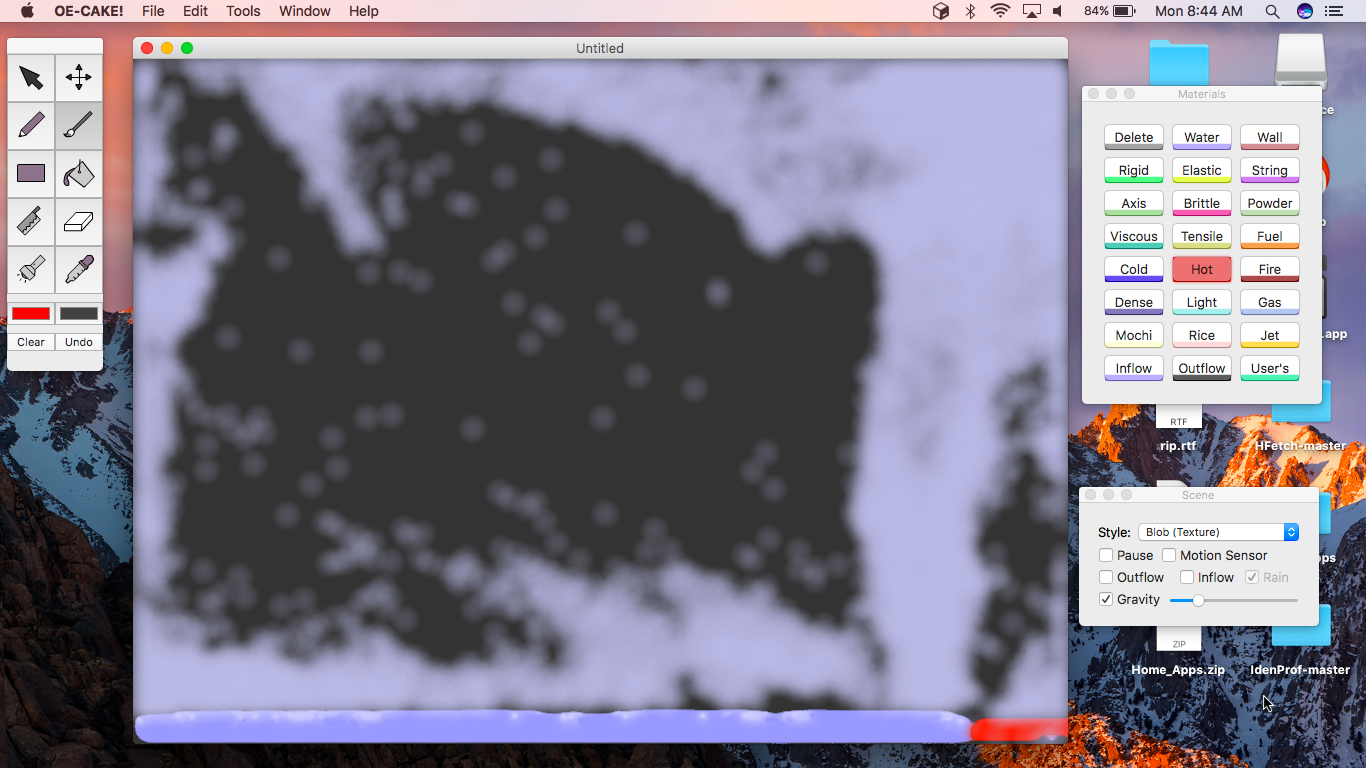 OE-CAKE! File Edit Tools Window Help 84% Mon 8:44 AM
Untitled
Clear Undo
Materials
Delete Water Wall
Rigid Elastic String
Axis Brittle Powder
Viscous Tensile Fuel
Cold Hot Fire
Dense Light Gas
Mochi Rice Jet
Inflow Outflow User's
ce
.app
RTF
rip.rtf HFetch-master
Scene
Style: Blob (Texture)
Pause Motion Sensor
Outflow Inflow Rain
Gravity
ps
ZIP
Home_Apps.zip IdenProf-master